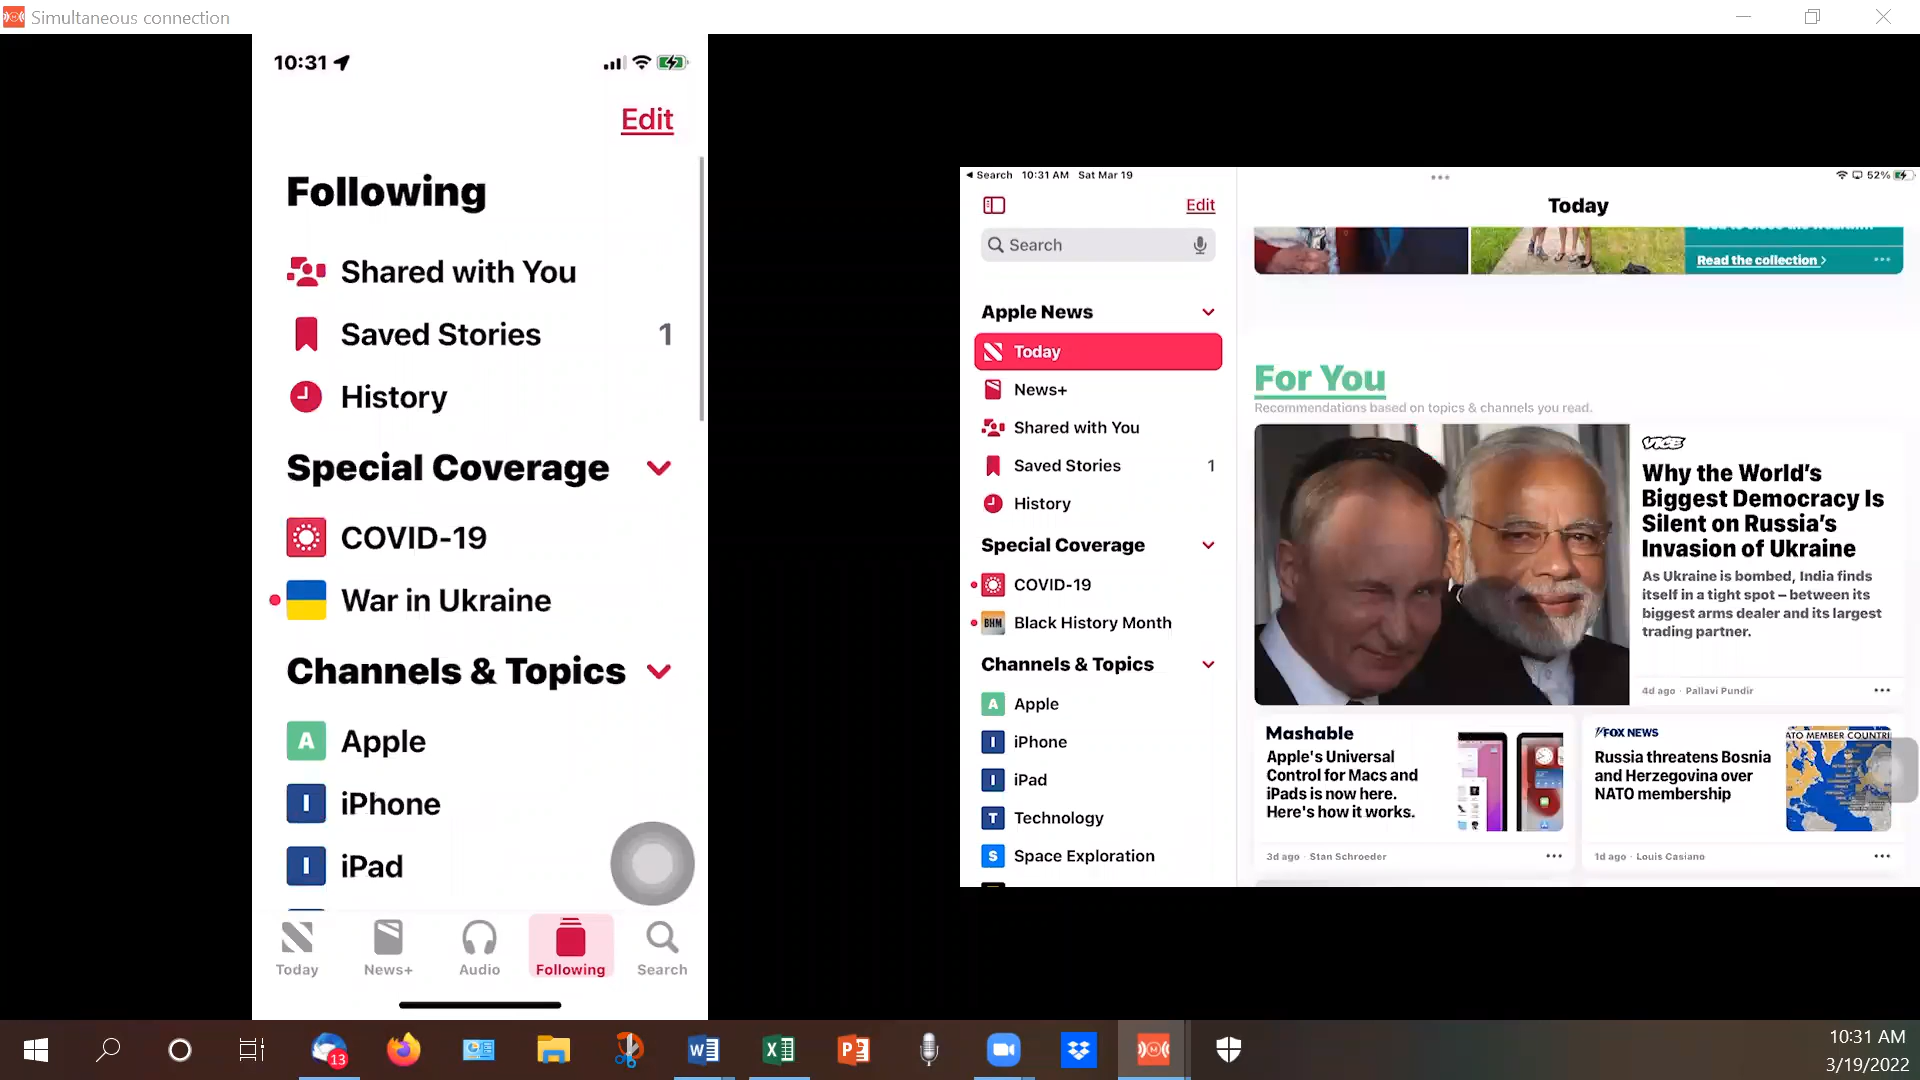 Simultaneous connection
10:31
Edit
Following
Shared with You
Saved Stories 1
History
Special Coverage
COVID-19
War in Ukraine
Channels & Topics
A Apple
I iPhone
I iPad
Today News+ Audio Following Search
Search 10:31 AM Sat Mar 19
52%
Edit
Search
Apple News
Today
News+
Shared with You
Saved Stories 1
History
Special Coverage
COVID-19
BHM Black History Month
Channels & Topics
A Apple
I iPhone
I iPad
T Technology
S Space Exploration
Today
Read the collection >
For You
Recommendations based on topics & channels you read.
VICE
Why the World's
Biggest Democracy Is
Silent on Russia's
Invasion of Ukraine
As Ukraine is bombed, India finds
itself in a tight spot – between its
biggest arms dealer and its largest
trading partner.
4d ago · Pallavi Pundir
Mashable
Apple's Universal
Control for Macs and
iPads is now here.
Here's how it works.
3d ago · Stan Schroeder
FOX NEWS
Russia threatens Bosnia
and Herzegovina over
NATO membership
ATO MEMBER COUNTRI
1d ago · Louis Casiano
13
10:31 AM
3/19/2022